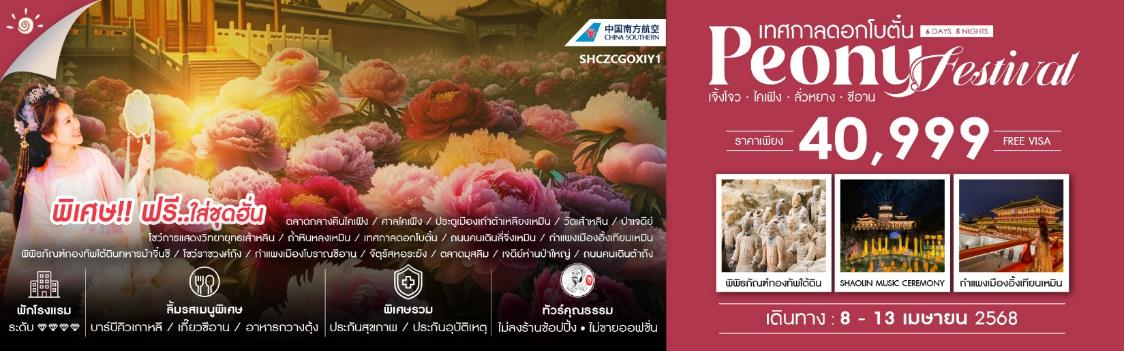 中国南方航空
CHINA SOUTHERN
SHCZCGOXIY1
พิเศษ!! ฟรี..ใส่ชุดฮั่น
ตลาดกลางคืนไคเฟิง / ศาลไคเฟิง / ประตูเมืองเก่าต้าเหลียงเหมิน / วัดเส้าหลิน / ป่าเจดีย์
โชว์การแสดงวิทยายุทธเส้าหลิน / ถ้ำหินหลงเหมิน / เทศกาลดอกโบตั๋น / ถนนคนเดินลี่จิ่งเหมิน / กำแพงเมืองอิ้งเทียนเหมิน
พิพิธภัณฑ์กองทัพใต้ดินทหารม้าจิ๋นซี / โชว์ราชวงศ์ถัง / กำแพงเมืองโบราณซีอาน / จัตุรัสหอระฆัง / ตลาดมุสลิม / เจดีย์ห่านป่าใหญ่ / ถนนคนเดินต้าถัง
พักโรงแรม
ระดับ
ลิ้มรสเมนูพิเศษ
บาร์บีคิวเกาหลี / เกี๊ยวซีอาน / อาหารกวางตุ้ง
พิเศษรวม
ประกันสุขภาพ / ประกันอุบัติเหตุ
ทัวร์คุณธรรม
ไม่ลงร้านช้อปปิ้ง • ไม่ขายออฟชั่น
เทศกาลดอกโบตั๋น
6 DAYS 5 NIGHTS
Peony Festival
เจิ้งโจว · ไคเฟิง · ลั่วหยาง · ซีอาน
ราคาเพียง 40,999 FREE VISA
พิพิธภัณฑ์กองทัพใต้ดิน
SHAOLIN MUSIC CEREMONY
กำแพงเมืองอิ้งเทียนเหมิน
เดินทาง : 8 - 13 เมษายน 2568